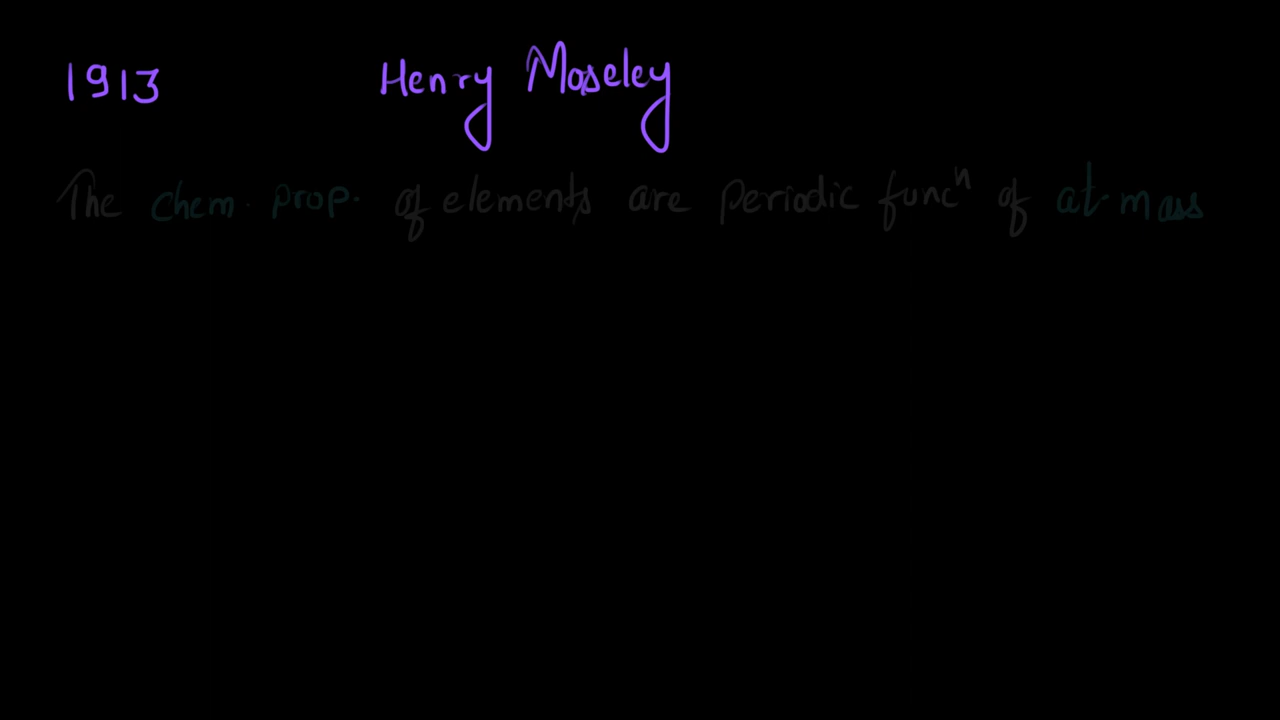 1913 Henry Moseley
The chem. prop. of elements are periodic funcⁿ of at. mass